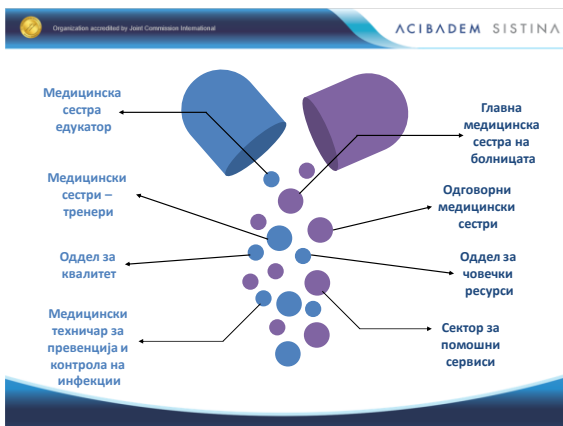 Organization accredited by Joint Commission International
ACIBADEM SISTINA
Медицинска
сестра
едукатор
Медицински
сестри –
тренери
Оддел за
квалитет
Медицински
техничар за
превенција и
контрола на
инфекции
Главна
медицинска
сестра на
болницата
Одговорни
медицински
сестри
Оддел за
човечки
ресурси
Сектор за
помошни
сервиси